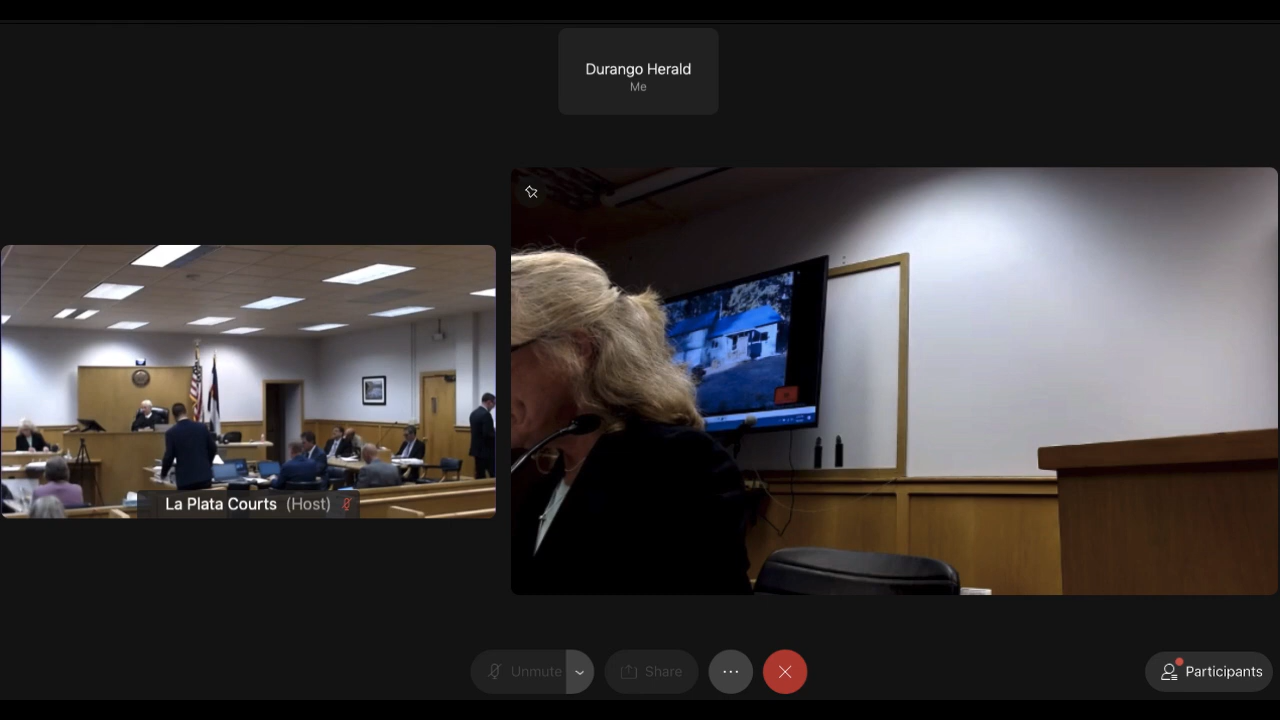 Durango Herald
Me
La Plata Courts (Host)
Unmute
Share
Participants